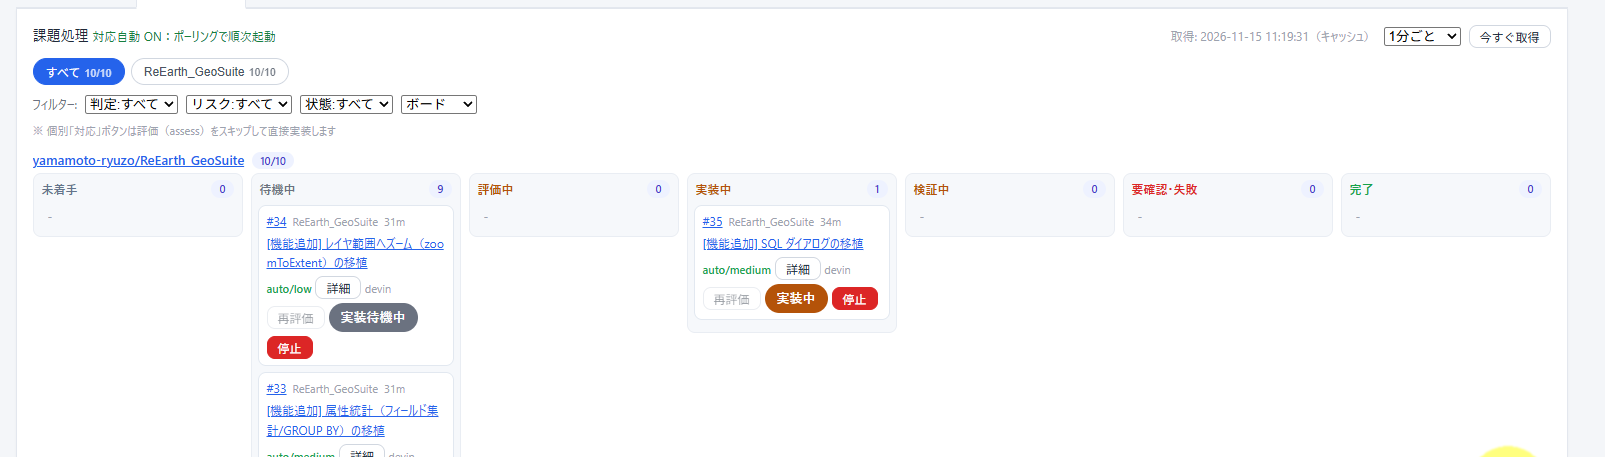 課題処理 対応自動 ON：ポーリングで順次起動
取得: 2026-11-15 11:19:31（キャッシュ） 1分ごと 今すぐ取得
すべて 10/10 ReEarth_GeoSuite 10/10
フィルター: 判定:すべて リスク:すべて 状態:すべて ボード
※ 個別「対応」ボタンは評価（assess）をスキップして直接実装します
yamamoto-ryuzo/ReEarth_GeoSuite 10/10
未着手 0
-
待機中 9
#34 ReEarth_GeoSuite 31m
[機能追加] レイヤ範囲へズーム（zoo
mToExtent）の移植
auto/low 詳細 devin
再評価 実装待機中
停止
#33 ReEarth_GeoSuite 31m
[機能追加] 属性統計（フィールド集
計/GROUP BY）の移植
auto/medium 詳細 devin
評価中 0
-
実装中 1
#35 ReEarth_GeoSuite 34m
[機能追加] SQL ダイアログの移植
auto/medium 詳細 devin
再評価 実装中 停止
検証中 0
-
要確認・失敗 0
-
完了 0
-